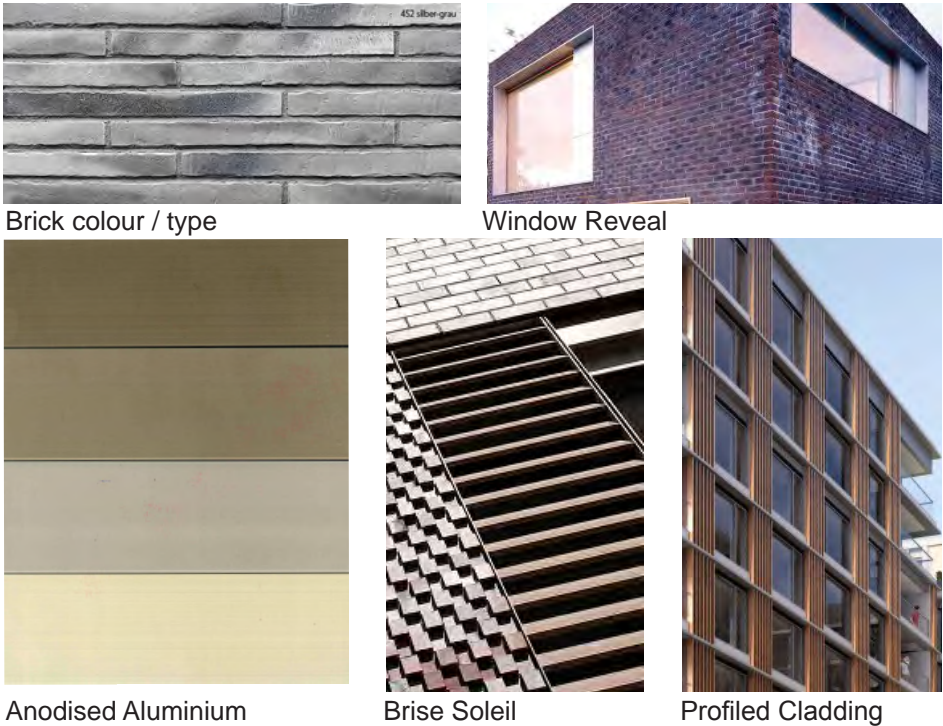 452 silber-grau
Brick colour / type
Window Reveal
Anodised Aluminium
Brise Soleil
Profiled Cladding